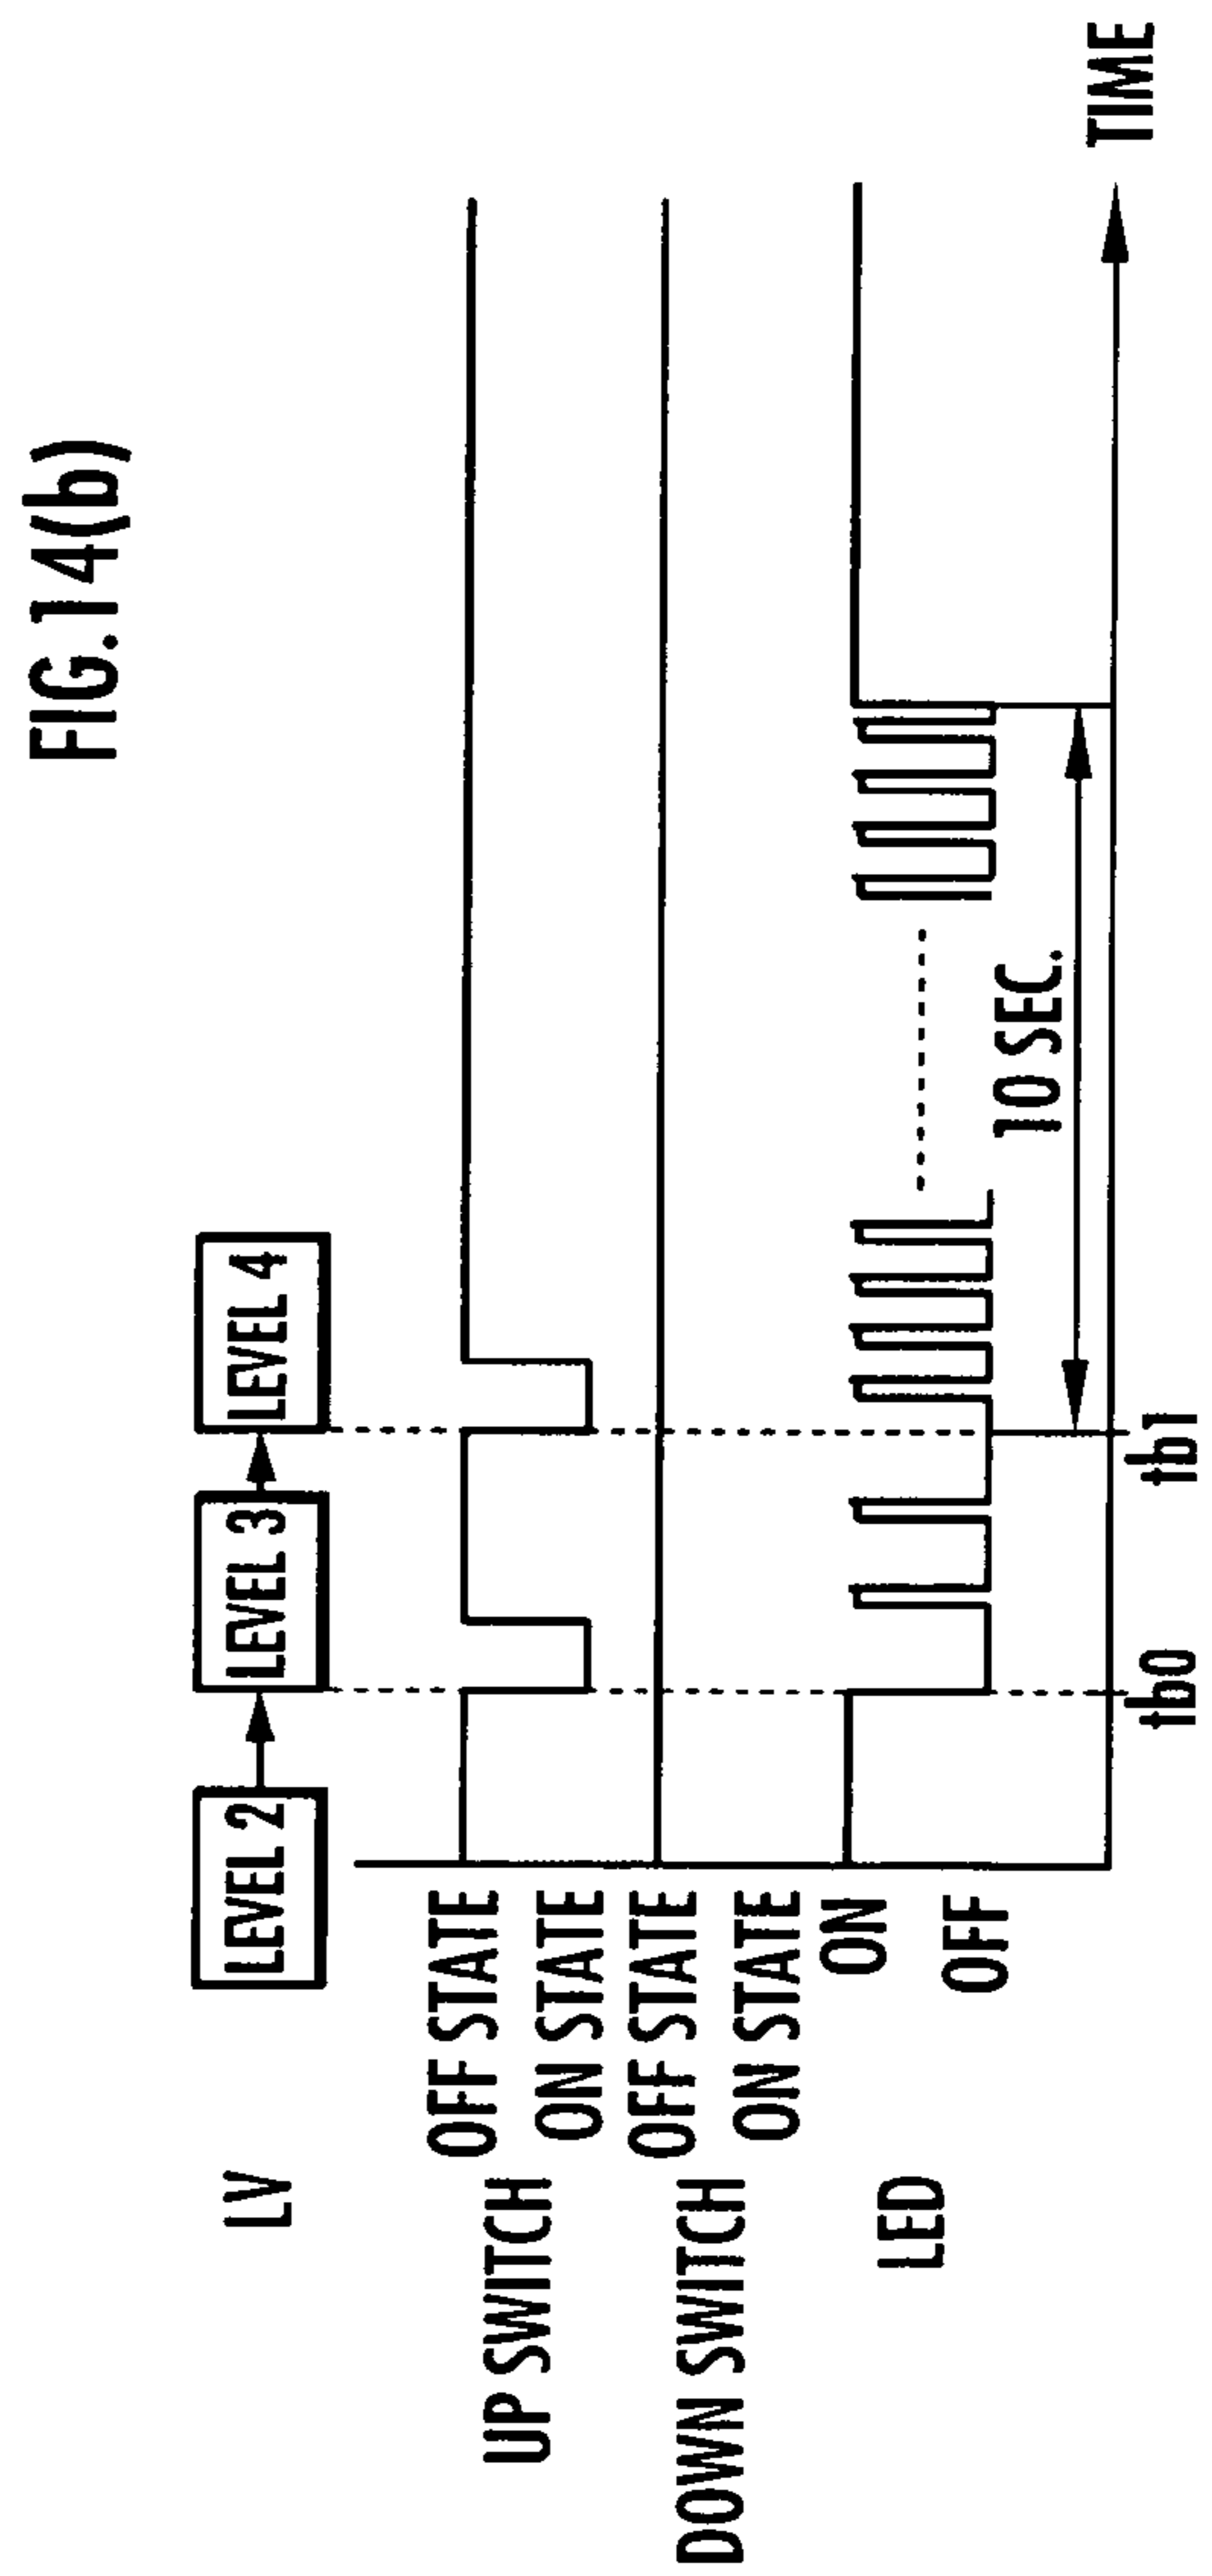 FIG.14(b)
LV
LEVEL 2
LEVEL 3
LEVEL 4
UP SWITCH
OFF STATE
ON STATE
DOWN SWITCH
OFF STATE
ON STATE
LED
ON
OFF
10 SEC.
tb0
tb1
TIME